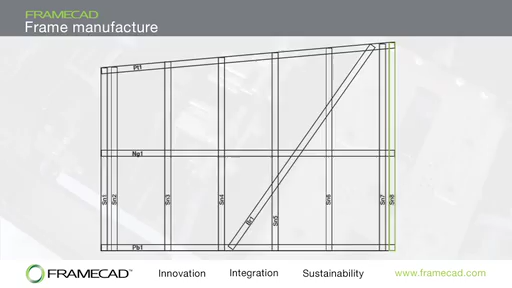 FRAMECAD
Frame manufacture
Pt1
Ng1
Sn1
Sn2
Sn3
Sn4
Br1
Sn5
Sn6
Sn7
Sn8
Pb1
FRAMECAD™ Innovation Integration Sustainability www.framecad.com